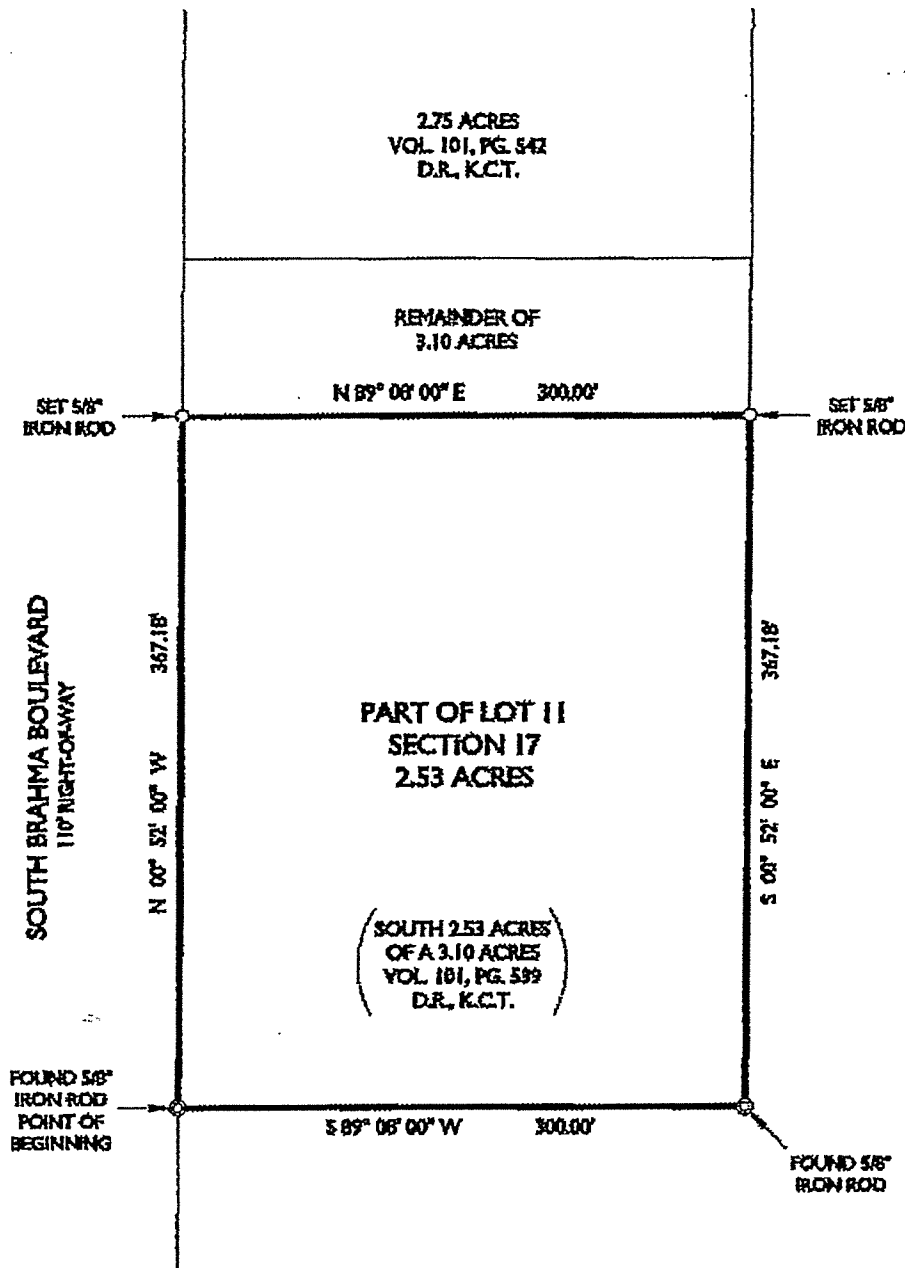 2.75 ACRES
VOL. 101, PG. 542
D.R., K.C.T.
REMAINDER OF
3.10 ACRES
N 89° 08' 00" E 300.00'
SET 5/8"
IRON ROD
SET 5/8"
IRON ROD
SOUTH BRAHMA BOULEVARD
110' RIGHT-OF-WAY
N 00° 52' 00" W 367.18'
S 00° 52' 00" E 367.18'
PART OF LOT 11
SECTION 17
2.53 ACRES
SOUTH 2.53 ACRES
OF A 3.10 ACRES
VOL. 101, PG. 539
D.R., K.C.T.
FOUND 5/8"
IRON ROD
POINT OF
BEGINNING
S 89° 08' 00" W 300.00'
FOUND 5/8"
IRON ROD